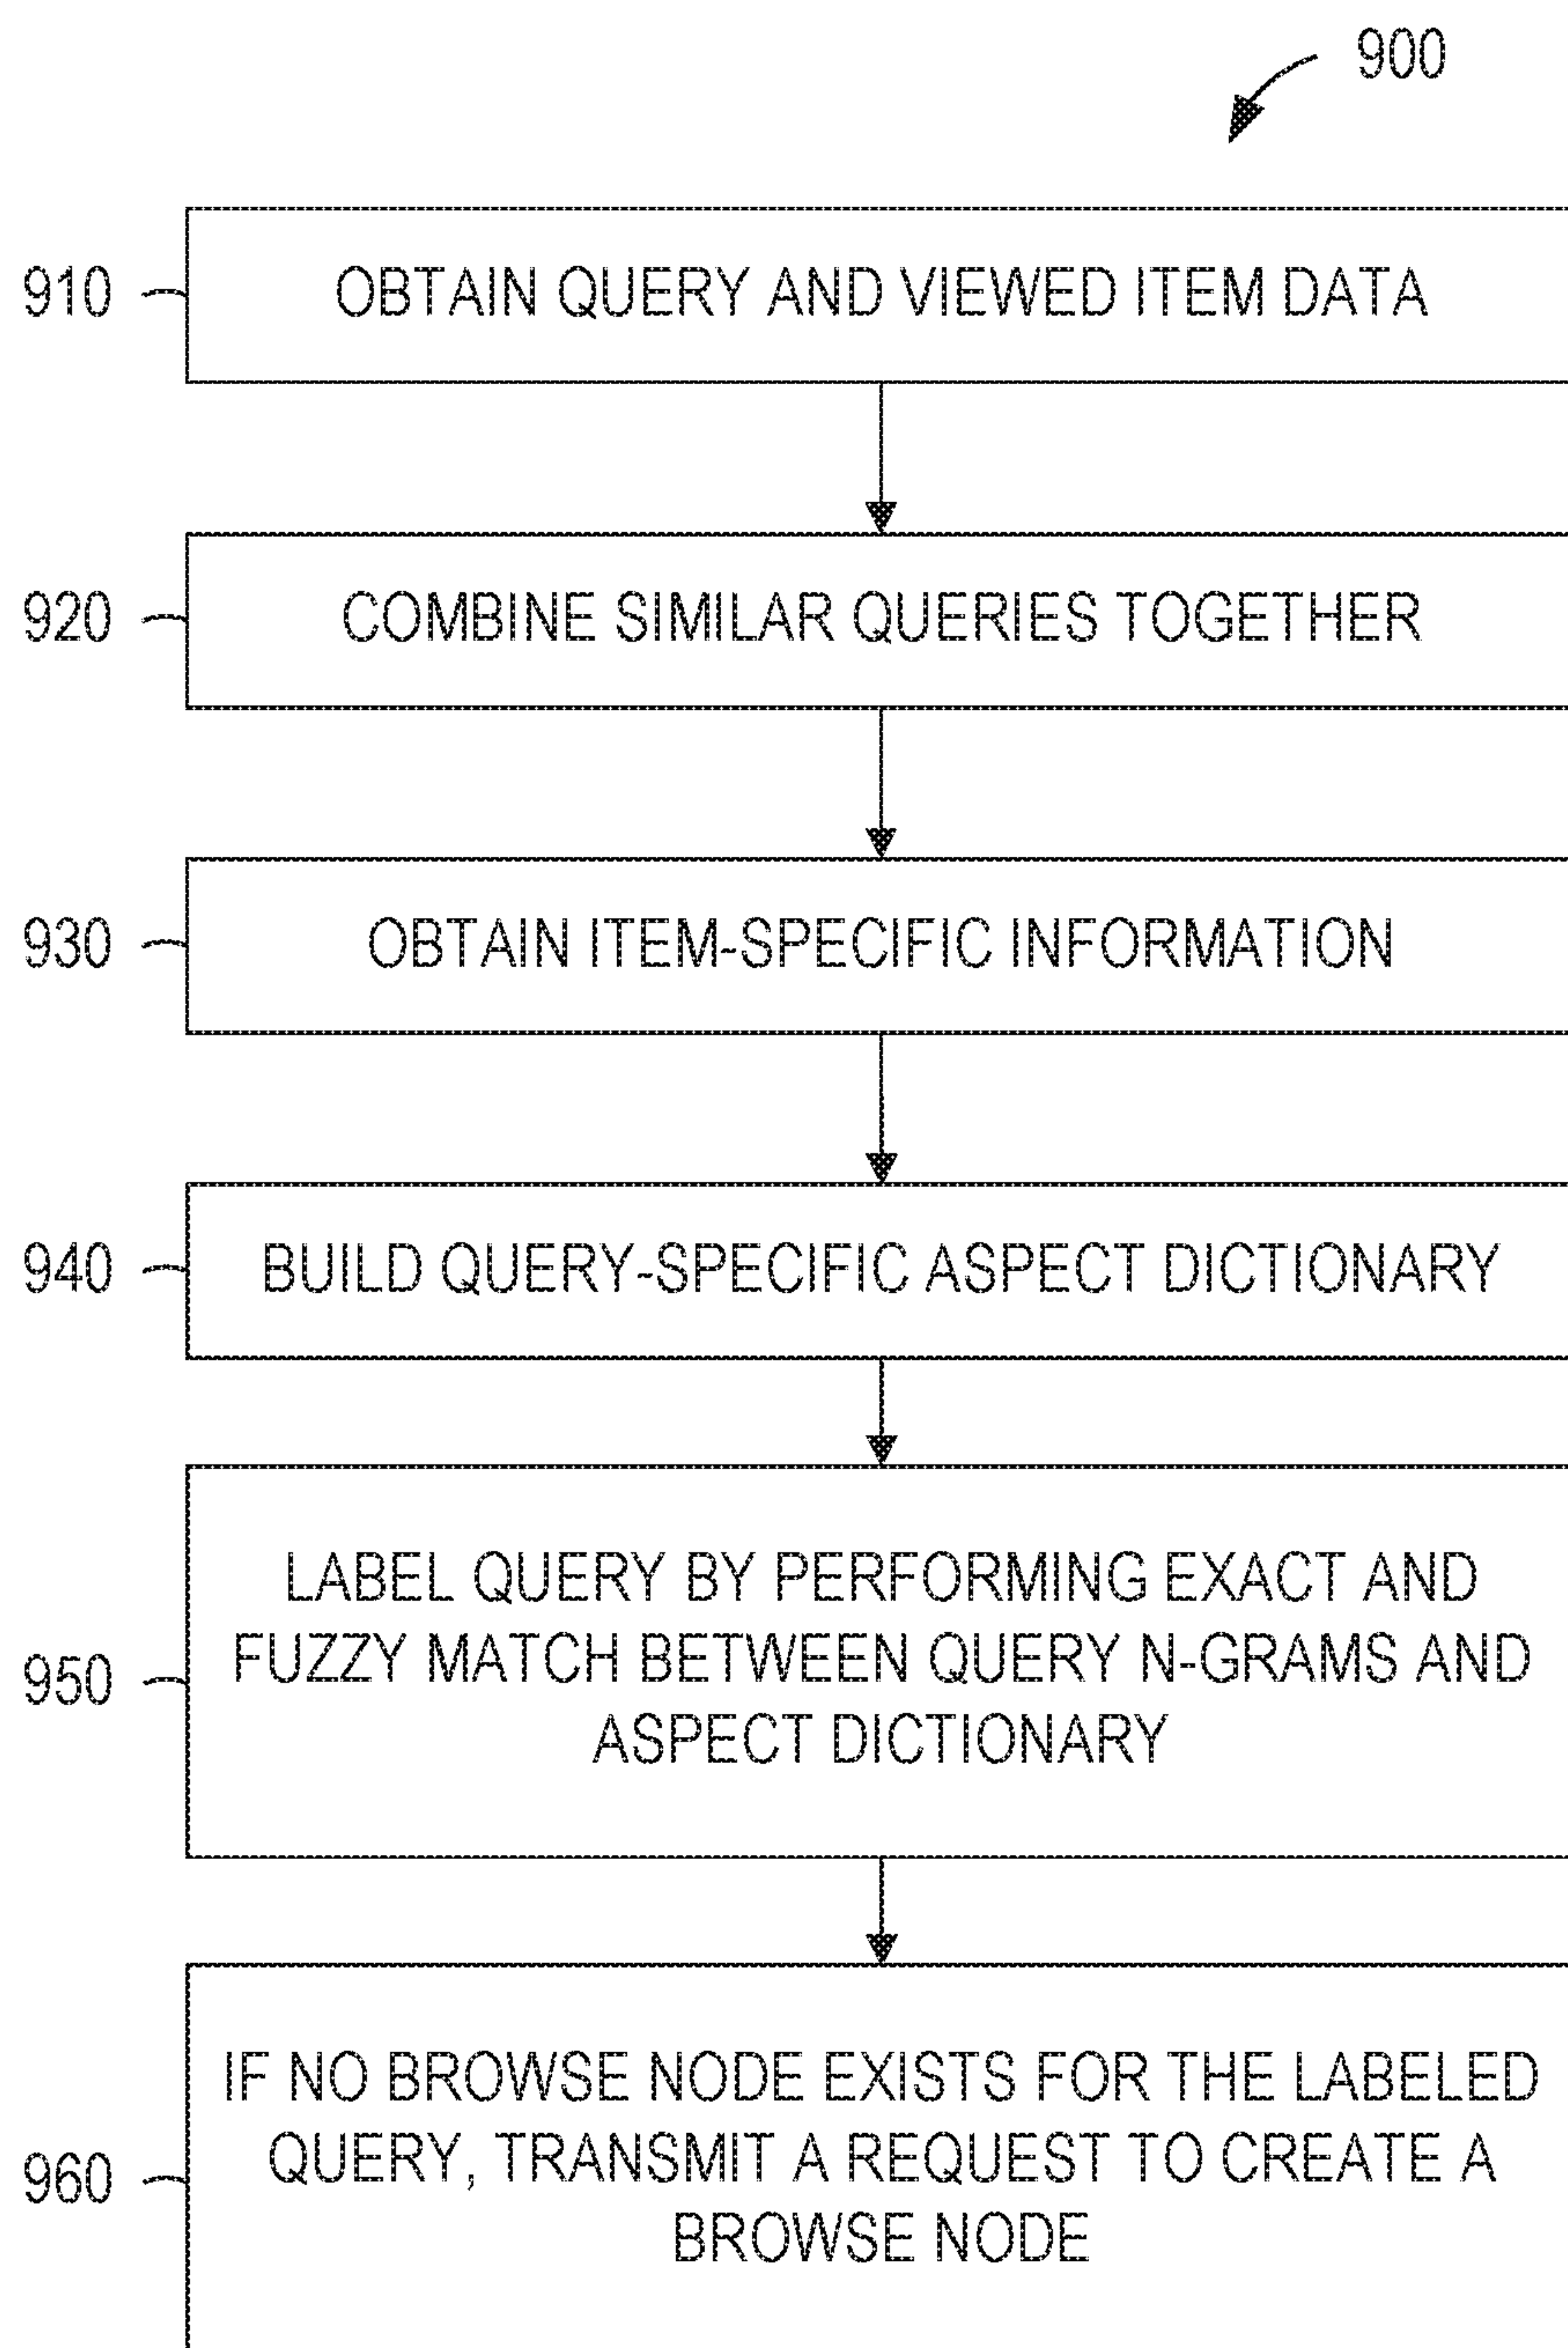 900
910
OBTAIN QUERY AND VIEWED ITEM DATA
920
COMBINE SIMILAR QUERIES TOGETHER
930
OBTAIN ITEM-SPECIFIC INFORMATION
940
BUILD QUERY-SPECIFIC ASPECT DICTIONARY
950
LABEL QUERY BY PERFORMING EXACT AND
FUZZY MATCH BETWEEN QUERY N-GRAMS AND
ASPECT DICTIONARY
960
IF NO BROWSE NODE EXISTS FOR THE LABELED
QUERY, TRANSMIT A REQUEST TO CREATE A
BROWSE NODE